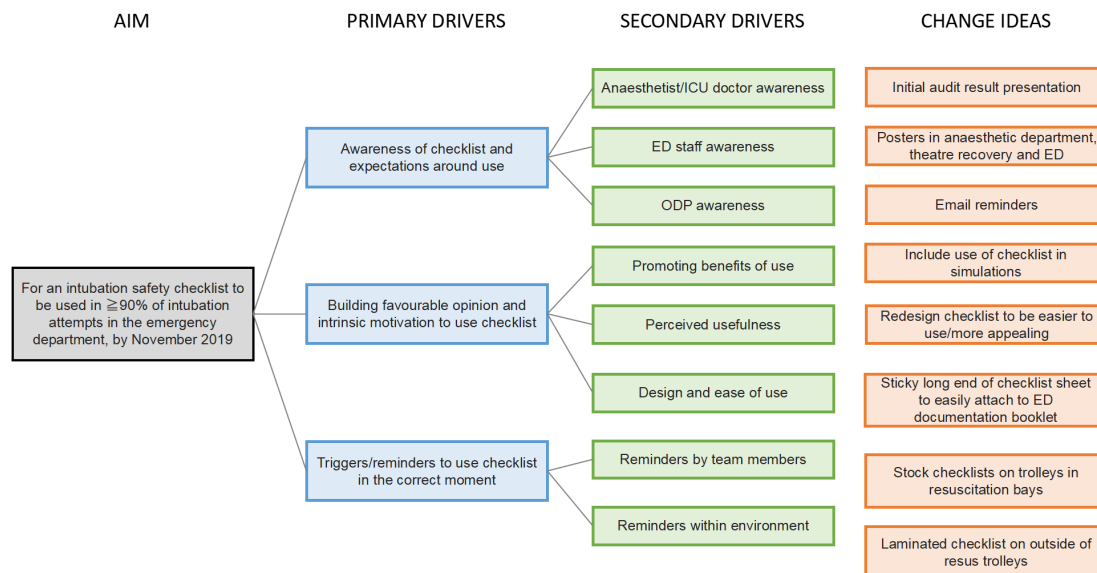 AIM
PRIMARY DRIVERS
SECONDARY DRIVERS
CHANGE IDEAS
For an intubation safety checklist to
be used in ≧90% of intubation
attempts in the emergency
department, by November 2019
Awareness of checklist and
expectations around use
Building favourable opinion and
intrinsic motivation to use checklist
Triggers/reminders to use checklist
in the correct moment
Anaesthetist/ICU doctor awareness
ED staff awareness
ODP awareness
Promoting benefits of use
Perceived usefulness
Design and ease of use
Reminders by team members
Reminders within environment
Initial audit result presentation
Posters in anaesthetic department,
theatre recovery and ED
Email reminders
Include use of checklist in
simulations
Redesign checklist to be easier to
use/more appealing
Sticky long end of checklist sheet
to easily attach to ED
documentation booklet
Stock checklists on trolleys in
resuscitation bays
Laminated checklist on outside of
resus trolleys